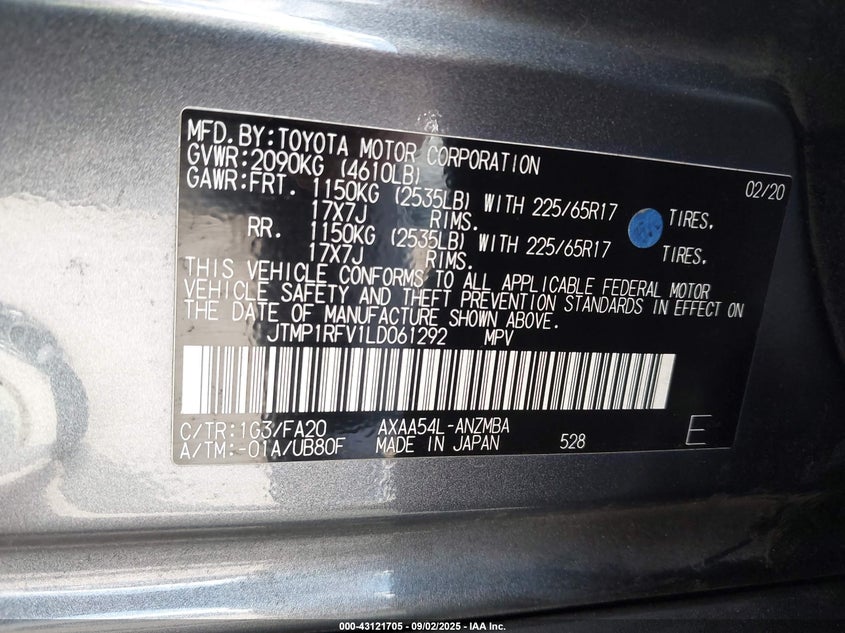 MFD.BY:TOYOTA MOTOR CORPORATION 02/20
GVWR:2090KG (4610LB)
GAWR:FRT. 1150KG (2535LB) WITH 225/65R17 TIRES,
17X7J RIMS.
RR. 1150KG (2535LB) WITH 225/65R17 TIRES,
17X7J RIMS.
THIS VEHICLE CONFORMS TO ALL APPLICABLE FEDERAL MOTOR
VEHICLE SAFETY AND THEFT PREVENTION STANDARDS IN EFFECT ON
THE DATE OF MANUFACTURE SHOWN ABOVE.
JTMP1RFV1LD061292 MPV
C/TR:1G3/FA20 AXAA54L-ANZMBA
A/TM:-01A/UB80F MADE IN JAPAN 528 E
000-43121705 - 09/02/2025 - IAA Inc.